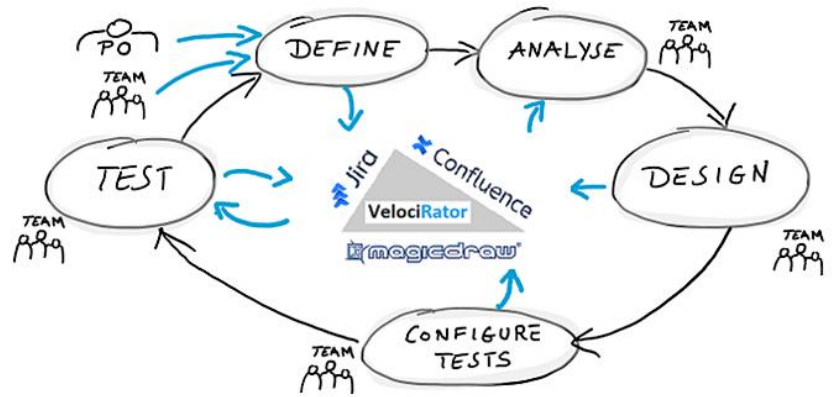 PO
TEAM
DEFINE
ANALYSE
TEAM
TEST
TEAM
Jira
Confluence
VelociRator
magicdraw
DESIGN
TEAM
CONFIGURE
TESTS
TEAM